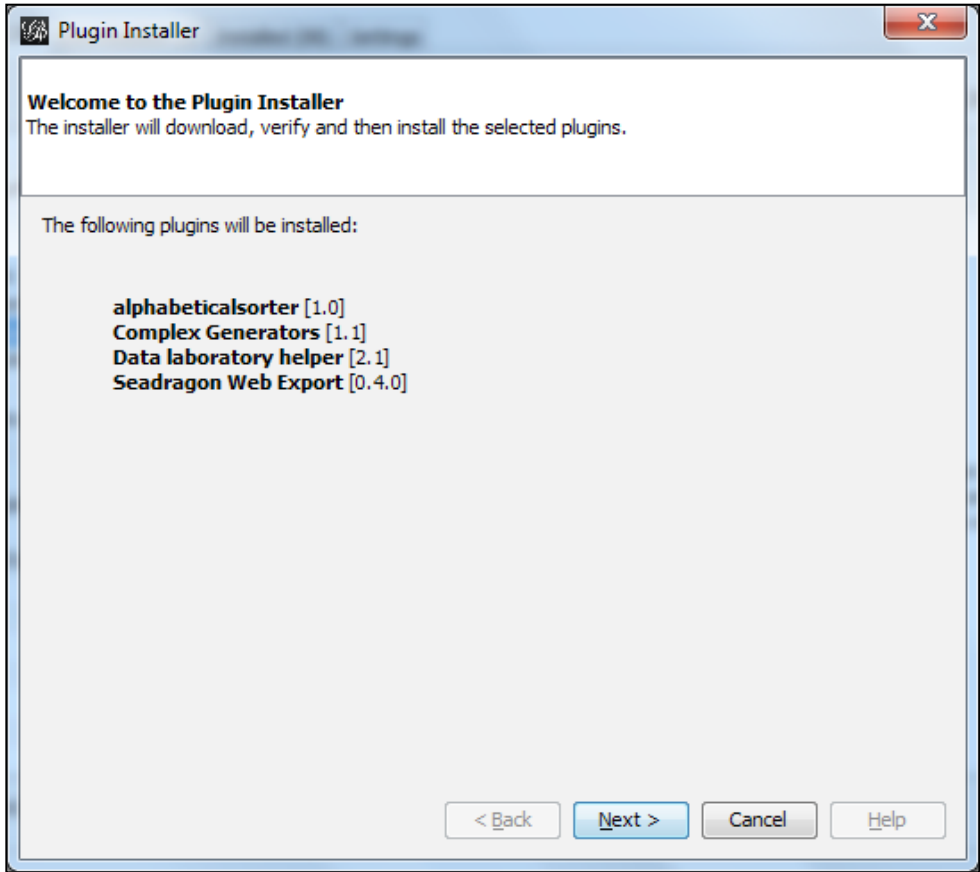 Plugin Installer
Welcome to the Plugin Installer
The installer will download, verify and then install the selected plugins.
The following plugins will be installed:
alphabeticalsorter [1.0]
Complex Generators [1.1]
Data laboratory helper [2.1]
Seadragon Web Export [0.4.0]
< Back Next > Cancel Help